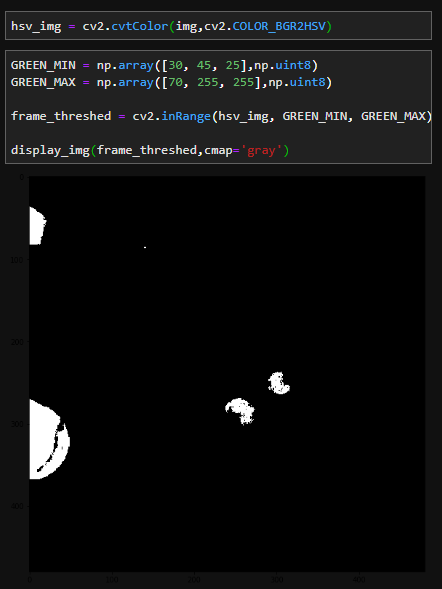 hsv_img = cv2.cvtColor(img,cv2.COLOR_BGR2HSV)
GREEN_MIN = np.array([30, 45, 25],np.uint8)
GREEN_MAX = np.array([70, 255, 255],np.uint8)
frame_threshed = cv2.inRange(hsv_img, GREEN_MIN, GREEN_MAX)
display_img(frame_threshed,cmap='gray')
0
100
200
300
400
0 100 200 300 400